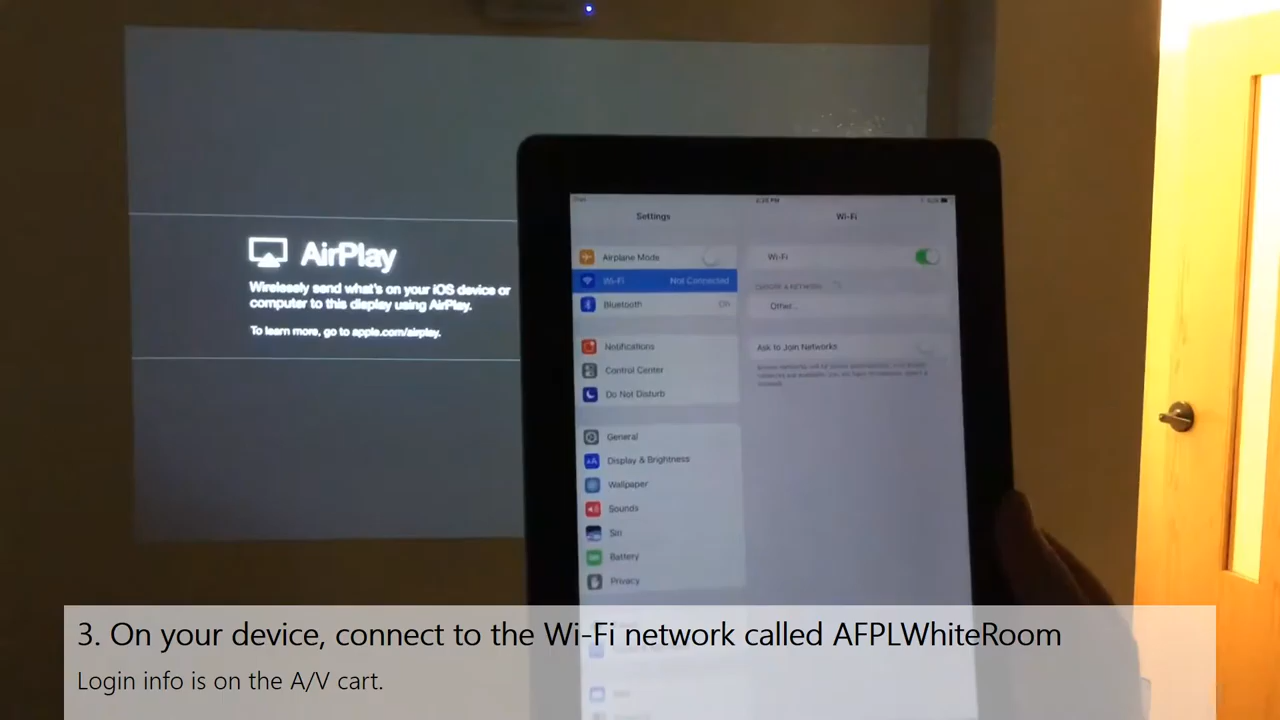 AirPlay
Wirelessly send what's on your iOS device or
computer to this display using AirPlay.
To learn more, go to apple.com/airplay.
Settings
Airplane Mode
Wi-Fi Not Connected
Bluetooth On
Notifications
Control Center
Do Not Disturb
General
Display & Brightness
Wallpaper
Sounds
Siri
Battery
Privacy
Wi-Fi
Wi-Fi
CHOOSE A NETWORK...
Other...
Ask to Join Networks
3. On your device, connect to the Wi-Fi network called AFPLWhiteRoom
Login info is on the A/V cart.